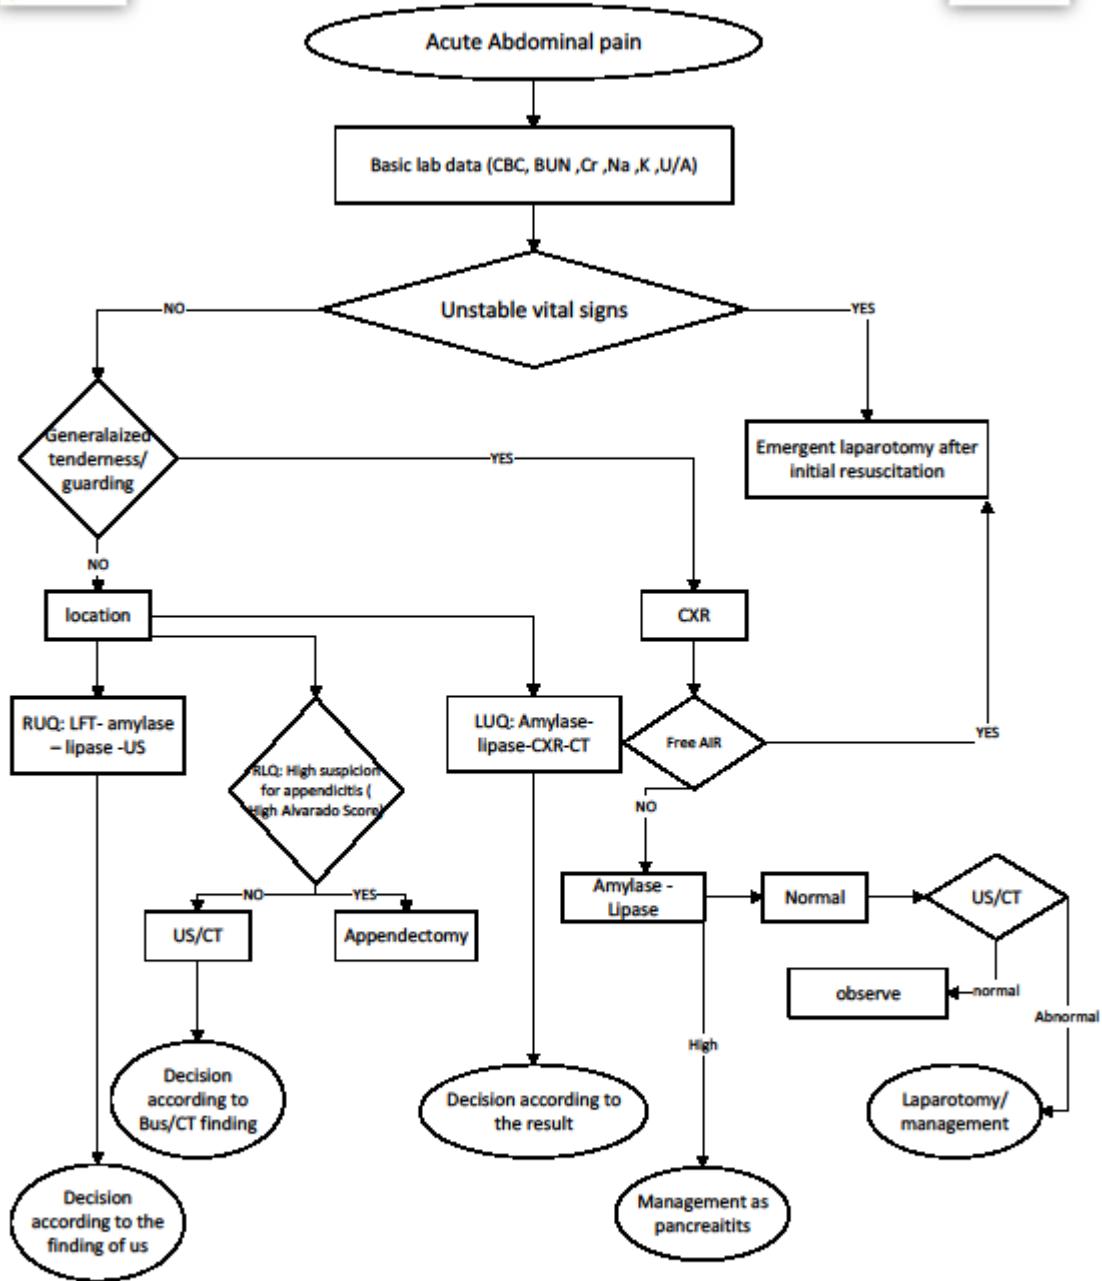 Acute Abdominal pain
Basic lab data (CBC, BUN ,Cr ,Na ,K ,U/A)
Unstable vital signs
NO
YES
Generalaized
tenderness/
guarding
YES
Emergent laparotomy after
initial resuscitation
NO
location
CXR
RUQ: LFT- amylase
– lipase -US
RLQ: High suspicion
for appendicitis (
High Alvarado Score)
LUQ: Amylase-
lipase-CXR-CT
Free AIR
YES
NO
NO
YES
US/CT
Appendectomy
Amylase -
Lipase
Normal
US/CT
observe
normal
Abnormal
High
Decision
according to
Bus/CT finding
Decision according to
the result
Laparotomy/
management
Decision
according to the
finding of us
Management as
pancreaitits